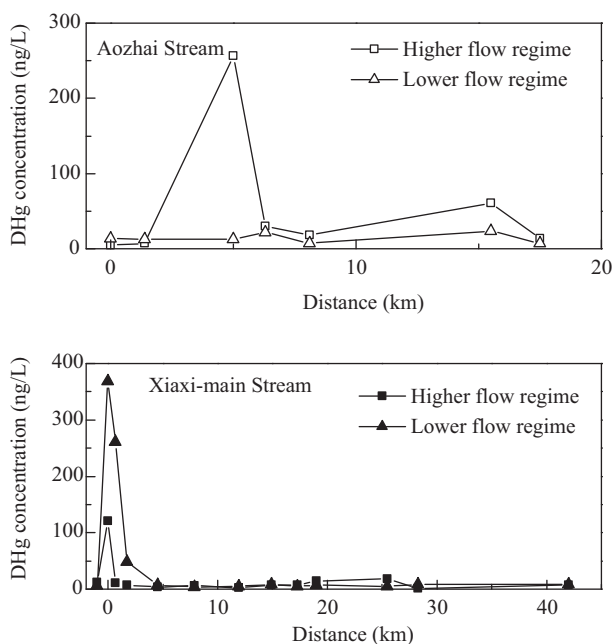 300
Aozhai Stream
Higher flow regime
Lower flow regime
200
100
0
DHg concentration (ng/L)
0
10
20
Distance (km)
400
Xiaxi-main Stream
Higher flow regime
Lower flow regime
300
200
100
0
DHg concentration (ng/L)
0
10
20
30
40
Distance (km)